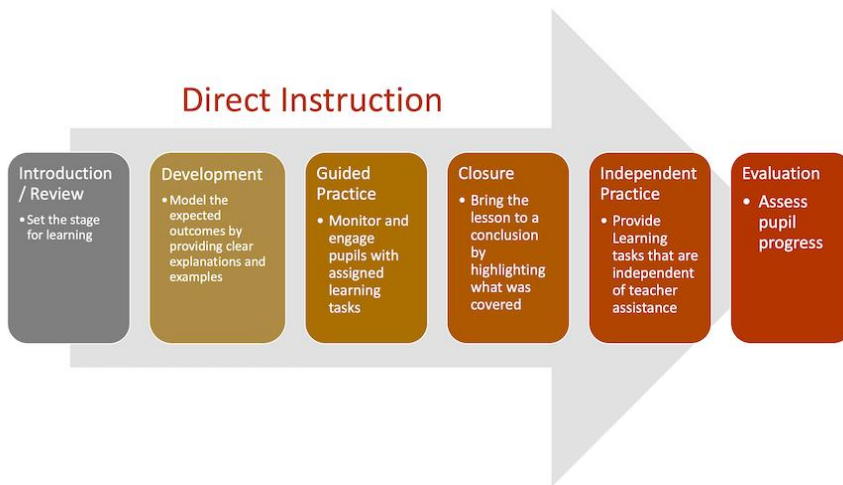 Direct Instruction
Introduction
/ Review
•Set the stage
for learning
Development
•Model the
expected
outcomes by
providing clear
explanations and
examples
Guided
Practice
• Monitor and
engage
pupils with
assigned
learning
tasks
Closure
• Bring the
lesson to a
conclusion
by
highlighting
what was
covered
Independent
Practice
• Provide
Learning
tasks that are
independent
of teacher
assistance
Evaluation
• Assess
pupil
progress